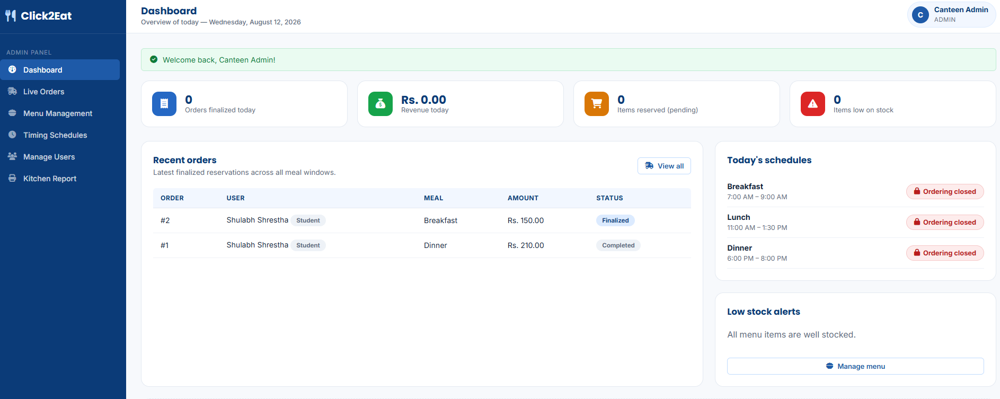 Click2Eat
ADMIN PANEL
Dashboard
Live Orders
Menu Management
Timing Schedules
Manage Users
Kitchen Report
Dashboard
Overview of today — Wednesday, August 12, 2026
C
Canteen Admin
ADMIN
Welcome back, Canteen Admin!
0
Orders finalized today
Rs. 0.00
Revenue today
0
Items reserved (pending)
0
Items low on stock
Recent orders
Latest finalized reservations across all meal windows.
View all
ORDER USER MEAL AMOUNT STATUS
#2 Shulabh Shrestha Student Breakfast Rs. 150.00 Finalized
#1 Shulabh Shrestha Student Dinner Rs. 210.00 Completed
Today's schedules
Breakfast
7:00 AM – 9:00 AM
Ordering closed
Lunch
11:00 AM – 1:30 PM
Ordering closed
Dinner
6:00 PM – 8:00 PM
Ordering closed
Low stock alerts
All menu items are well stocked.
Manage menu